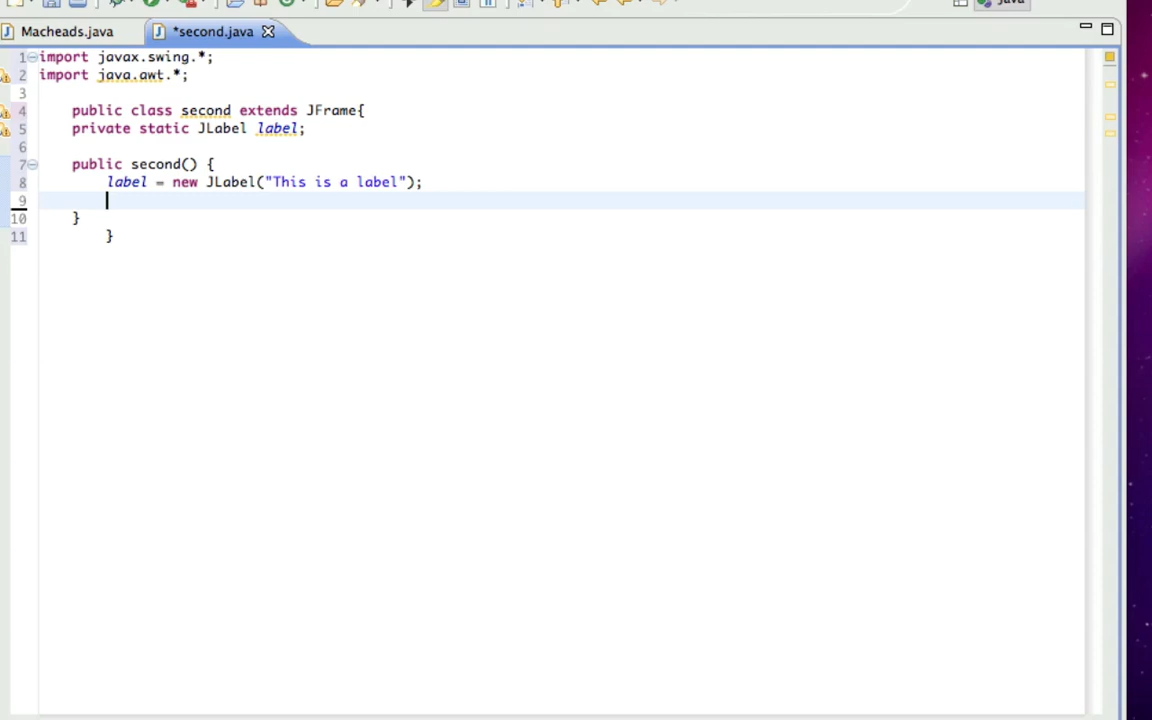 Java
Macheads.java
*second.java
1 import javax.swing.*;
2 import java.awt.*;
3
4 public class second extends JFrame{
5 private static JLabel label;
6
7 public second() {
8 label = new JLabel("This is a label");
9
10 }
11 }